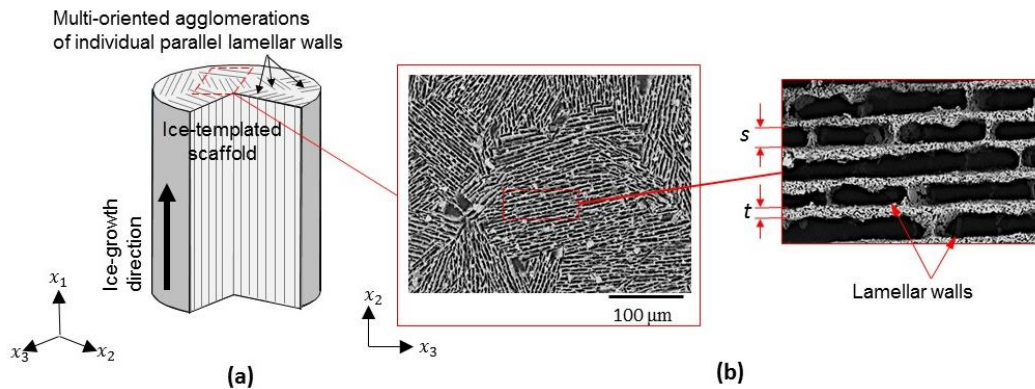 Multi-oriented agglomerations
of individual parallel lamellar walls
Ice-templated
scaffold
Ice-growth
direction
x₁
x₃
x₂
(a)
x₂
x₃
100 μm
s
t
Lamellar walls
(b)